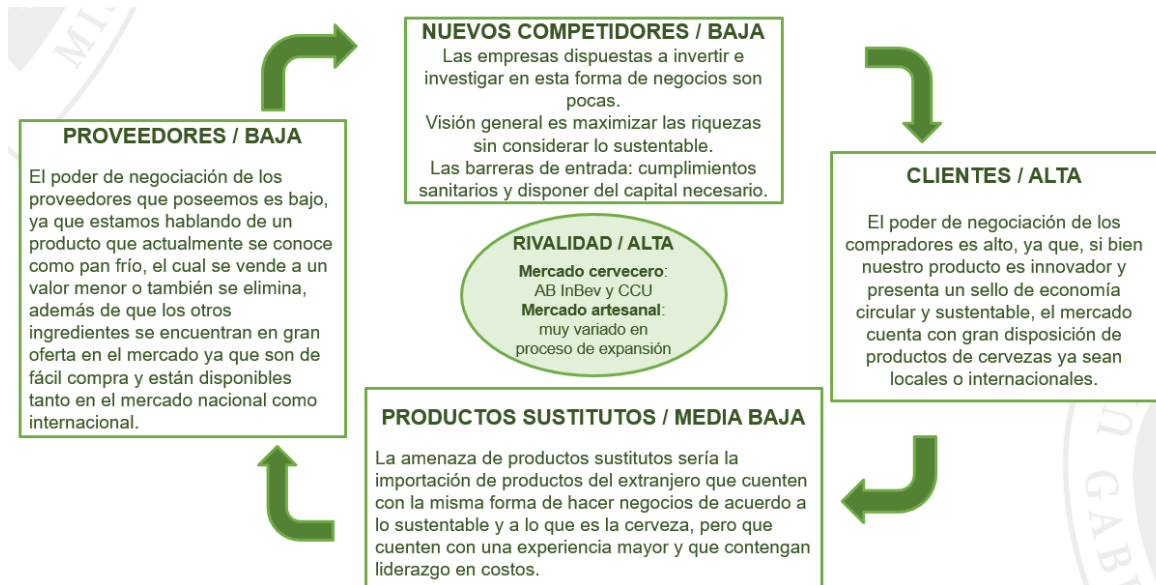 NUEVOS COMPETIDORES / BAJA
Las empresas dispuestas a invertir e
investigar en esta forma de negocios son
pocas.
Visión general es maximizar las riquezas
sin considerar lo sustentable.
Las barreras de entrada: cumplimientos
sanitarios y disponer del capital necesario.
PROVEEDORES / BAJA
El poder de negociación de los
proveedores que poseemos es bajo,
ya que estamos hablando de un
producto que actualmente se conoce
como pan frío, el cual se vende a un
valor menor o también se elimina,
además de que los otros
ingredientes se encuentran en gran
oferta en el mercado ya que son de
fácil compra y están disponibles
tanto en el mercado nacional como
internacional.
CLIENTES / ALTA
El poder de negociación de los
compradores es alto, ya que, si bien
nuestro producto es innovador y
presenta un sello de economía
circular y sustentable, el mercado
cuenta con gran disposición de
productos de cervezas ya sean
locales o internacionales.
RIVALIDAD / ALTA
Mercado cervecero:
AB InBev y CCU
Mercado artesanal:
muy variado en
proceso de expansión
PRODUCTOS SUSTITUTOS / MEDIA BAJA
La amenaza de productos sustitutos sería la
importación de productos del extranjero que cuenten
con la misma forma de hacer negocios de acuerdo a
lo sustentable y a lo que es la cerveza, pero que
cuenten con una experiencia mayor y que contengan
liderazgo en costos.